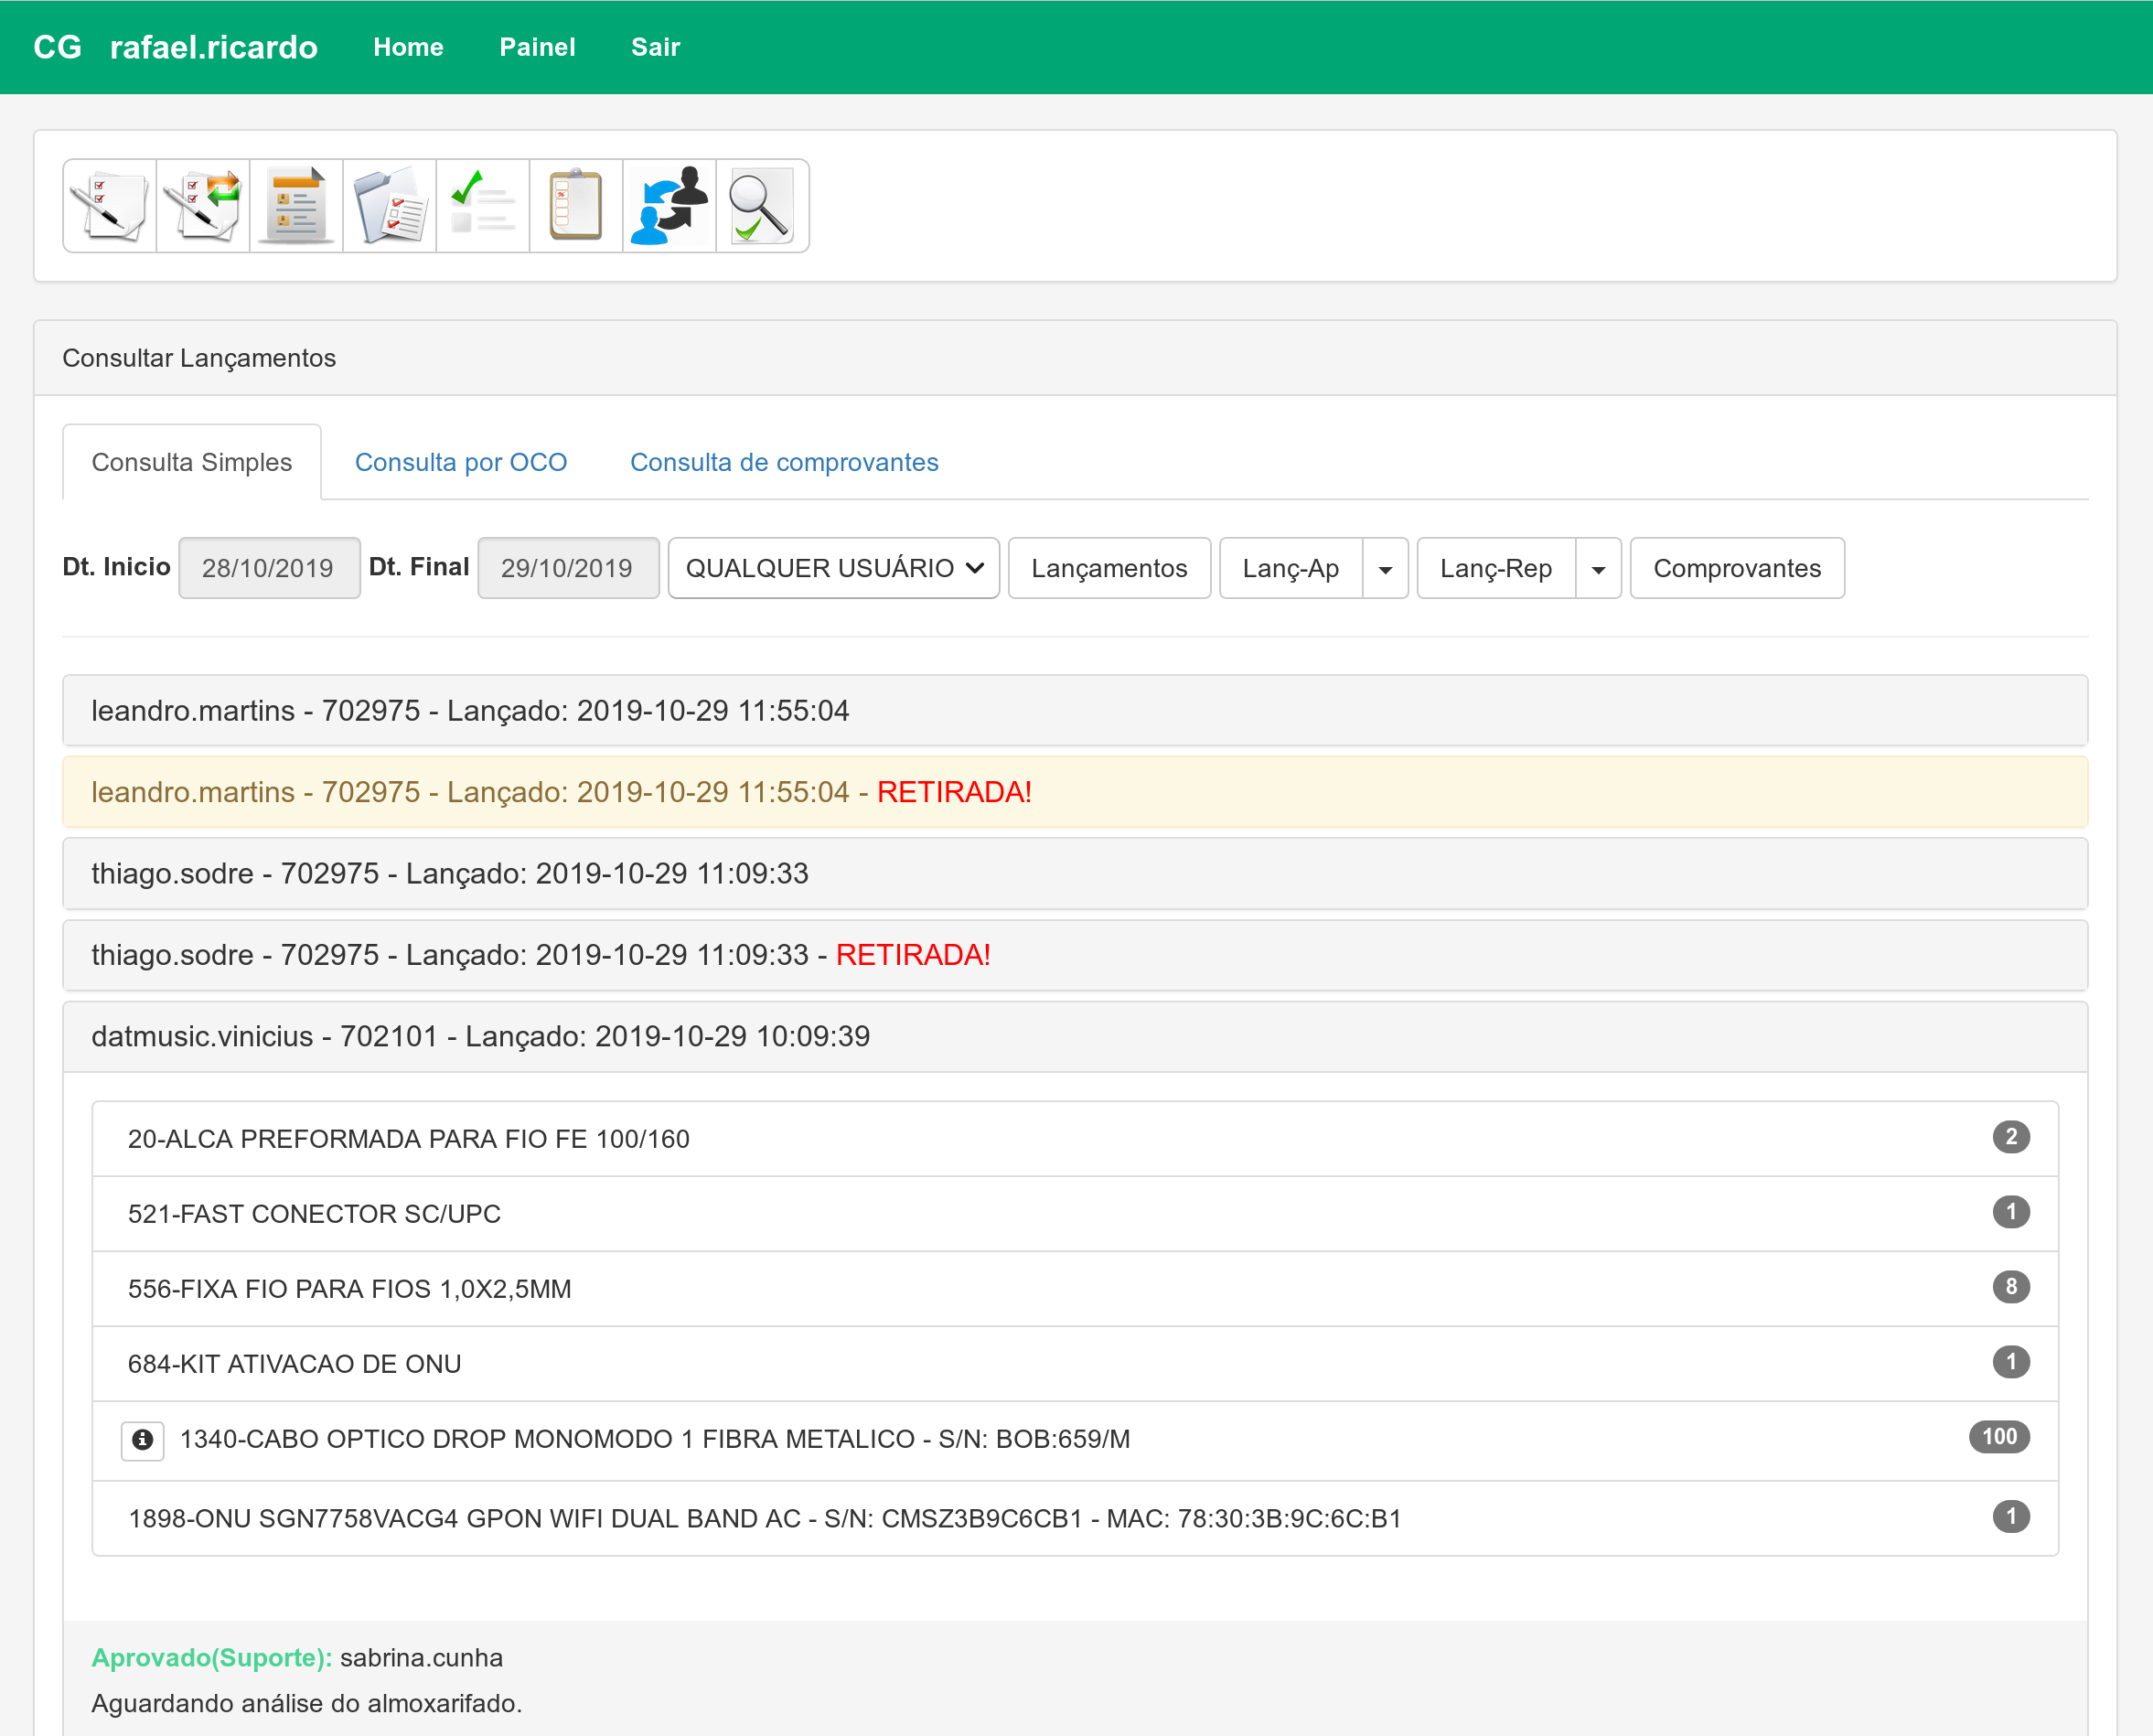 CG rafael.ricardo Home Painel Sair
Consultar Lançamentos
Consulta Simples Consulta por OCO Consulta de comprovantes
Dt. Inicio 28/10/2019 Dt. Final 29/10/2019 QUALQUER USUÁRIO Lançamentos Lanç-Ap Lanç-Rep Comprovantes
leandro.martins - 702975 - Lançado: 2019-10-29 11:55:04
leandro.martins - 702975 - Lançado: 2019-10-29 11:55:04 - RETIRADA!
thiago.sodre - 702975 - Lançado: 2019-10-29 11:09:33
thiago.sodre - 702975 - Lançado: 2019-10-29 11:09:33 - RETIRADA!
datmusic.vinicius - 702101 - Lançado: 2019-10-29 10:09:39
20-ALCA PREFORMADA PARA FIO FE 100/160 2
521-FAST CONECTOR SC/UPC 1
556-FIXA FIO PARA FIOS 1,0X2,5MM 8
684-KIT ATIVACAO DE ONU 1
1340-CABO OPTICO DROP MONOMODO 1 FIBRA METALICO - S/N: BOB:659/M 100
1898-ONU SGN7758VACG4 GPON WIFI DUAL BAND AC - S/N: CMSZ3B9C6CB1 - MAC: 78:30:3B:9C:6C:B1 1
Aprovado(Suporte): sabrina.cunha
Aguardando análise do almoxarifado.